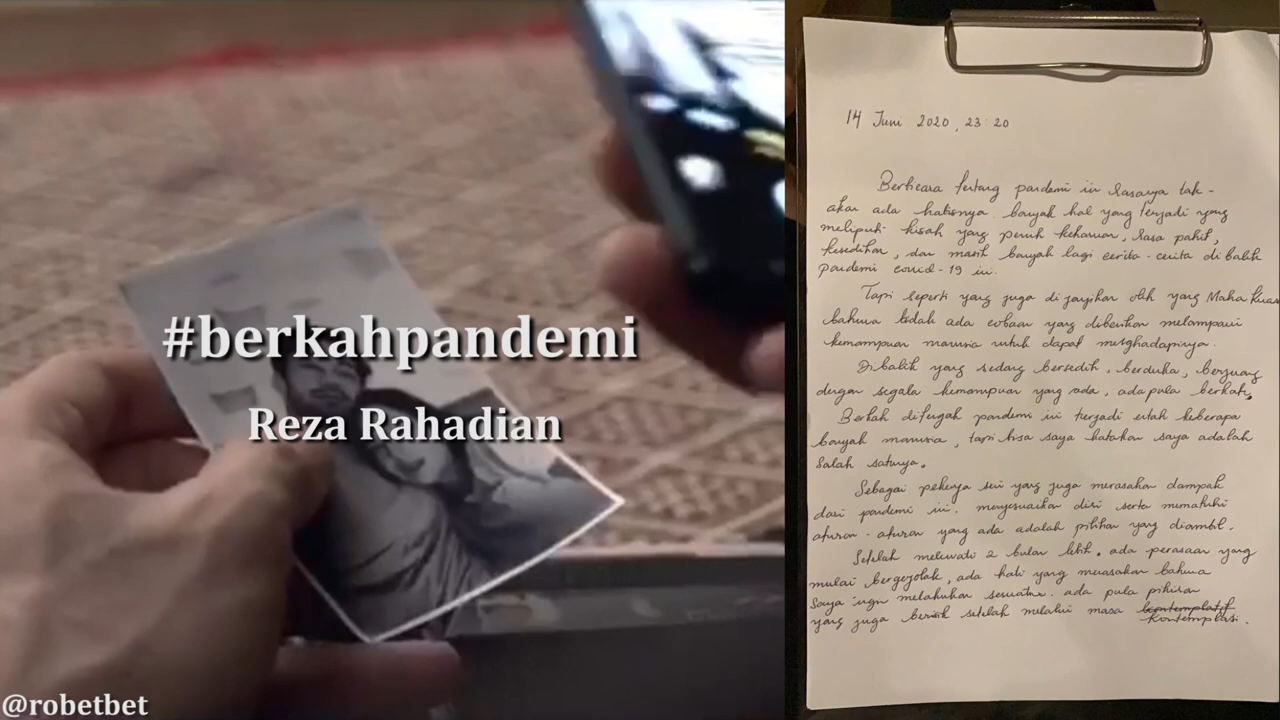 #berkahpandemi
Reza Rahadian
@robetbet
14 Juni 2020, 23:20
Berbicara tentang pandemi ini rasanya tak-
akan ada habisnya. banyak hal yang terjadi yang
meliputi kisah yang penuh keharuan, rasa pahit,
kesedihan, dan masih banyak lagi cerita-cerita di balik
pandemi covid-19 ini.
Tapi seperti yang juga di janjikan oleh yang Maha Kuasa
bahwa tidak ada cobaan yang diberikan melampaui
kemampuan manusia untuk dapat menghadapinya.
Di balik yang sedang bersedih, berduka, berjuang
dengan segala kemampuan yang ada, ada pula berkah,
Berkah ditengah pandemi ini terjadi entah keberapa
banyak manusia, tapi bisa saya katakan saya adalah
salah satunya.
Sebagai pekerja seni yang juga merasakan dampak
dari pandemi ini. menyesuaikan diri serta mematuhi
aturan-aturan yang ada adalah pilihan yang diambil.
Setelah melewati 2 bulan lebih, ada perasaan yang
mulai bergejolak, ada hati yang merasakan bahwa
saya ingin melakukan sesuatu. ada pula pikiran
yang juga berisik setelah melalui masa kontemplatif
kontemplasi.